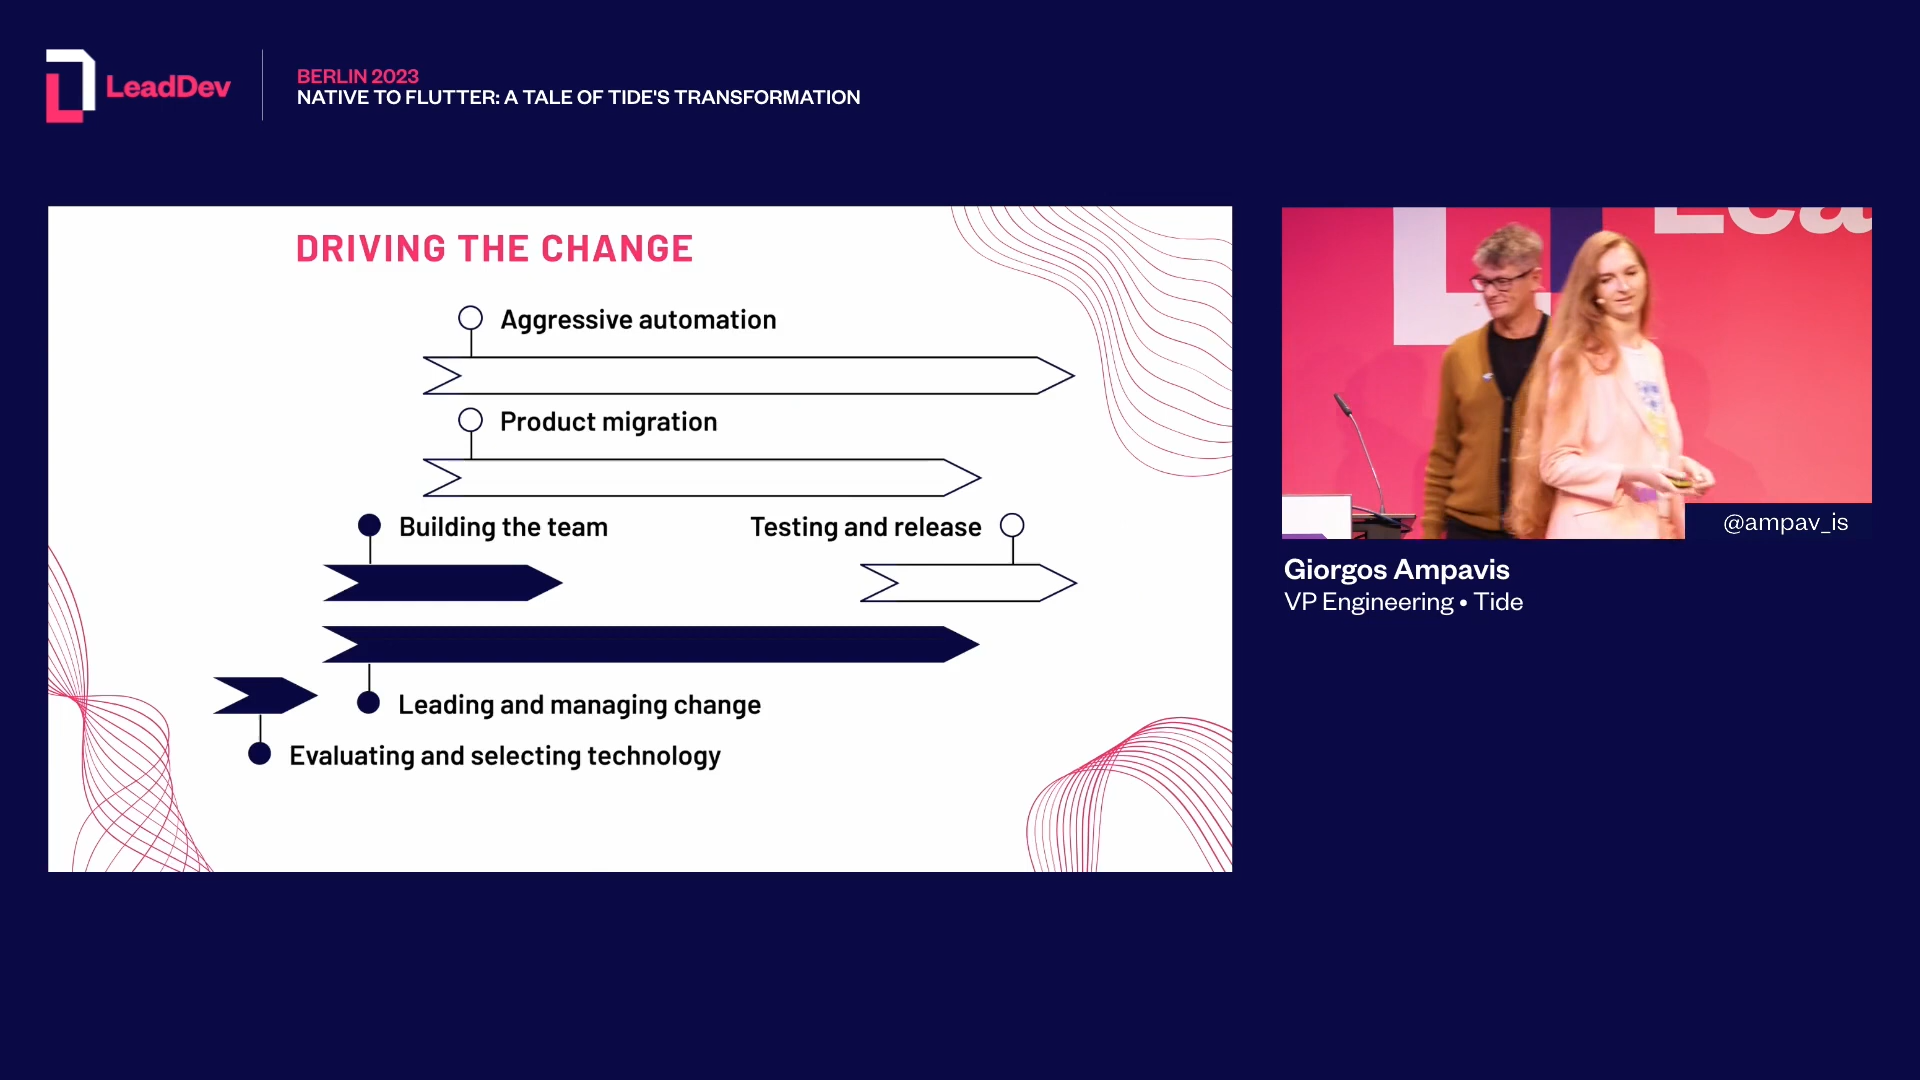 LeadDev
BERLIN 2023
NATIVE TO FLUTTER: A TALE OF TIDE'S TRANSFORMATION
DRIVING THE CHANGE
Aggressive automation
Product migration
Building the team
Testing and release
Leading and managing change
Evaluating and selecting technology
Lea
@ampav_is
Giorgos Ampavis
VP Engineering • Tide